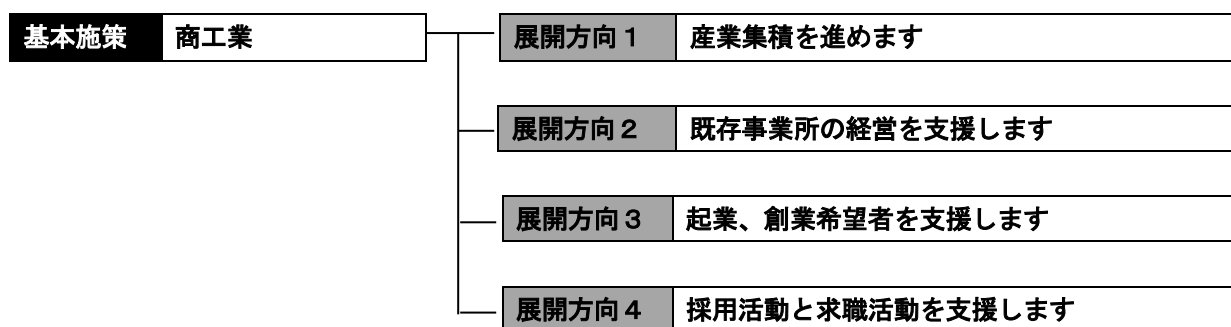 基本施策 商工業
展開方向1 産業集積を進めます
展開方向2 既存事業所の経営を支援します
展開方向3 起業、創業希望者を支援します
展開方向4 採用活動と求職活動を支援します